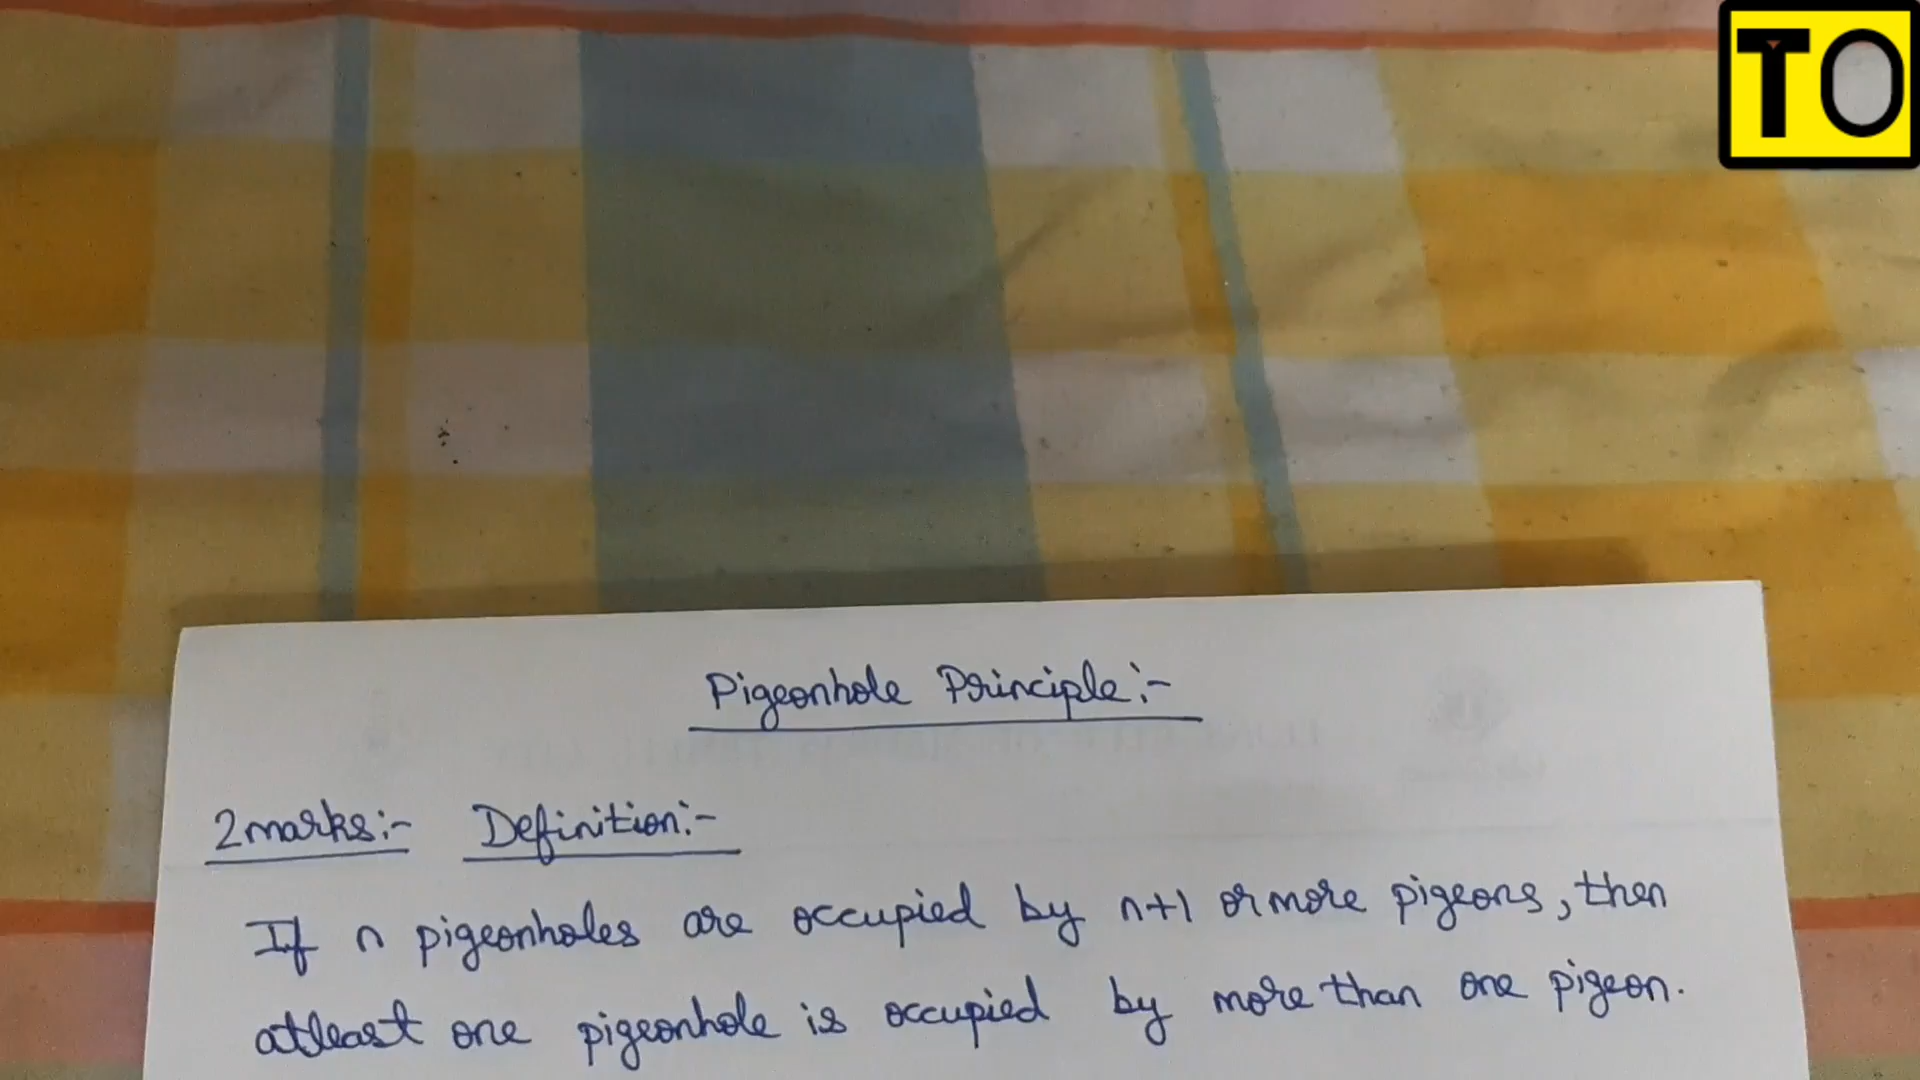 TO
Pigeonhole Principle:-
2marks:- Definition:-
If n pigeonholes are occupied by n+1 or more pigeons, then
atleast one pigeonhole is occupied by more than one pigeon.